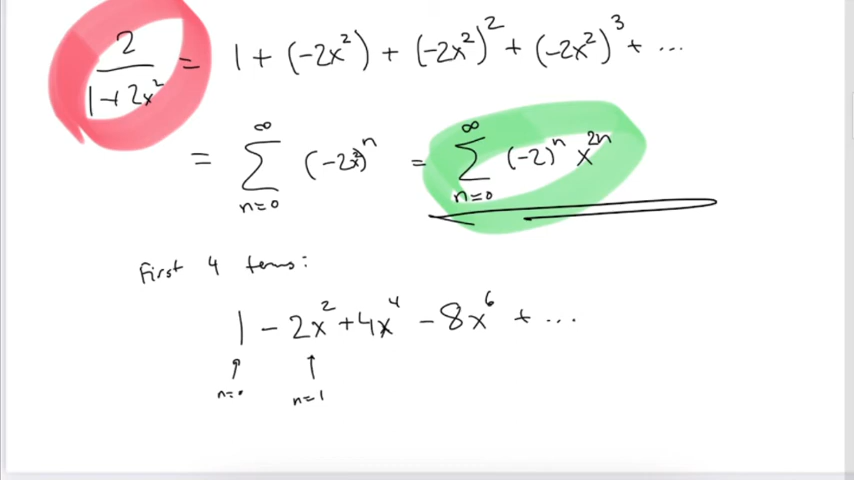 2/(1+2x²) = 1 + (-2x²) + (-2x²)² + (-2x²)³ + ...
= ∞∑n=0 (-2x²)ⁿ = ∞∑n=0 (-2)ⁿ x²ⁿ
First 4 terms:
1 - 2x² + 4x⁴ - 8x⁶ + ...
↑ ↑
n=0 n=1